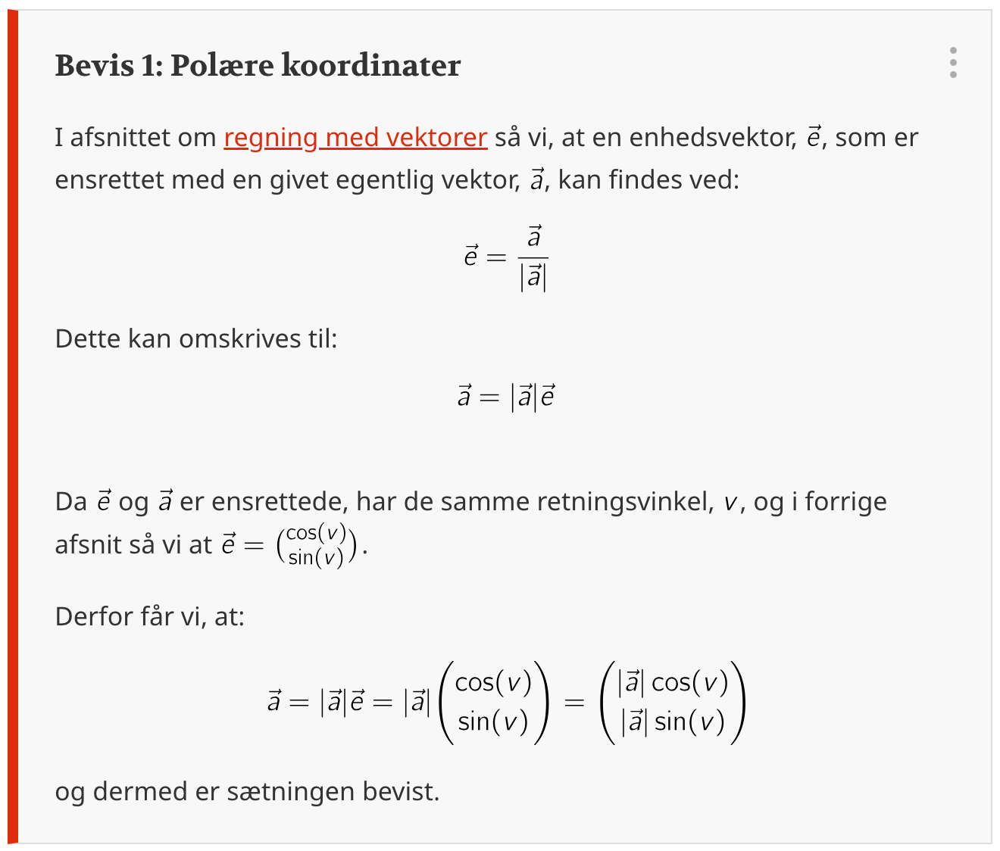 Bevis 1: Polære koordinater
I afsnittet om regning med vektorer så vi, at en enhedsvektor, $\vec{e}$, som er
ensrettet med en givet egentlig vektor, $\vec{a}$, kan findes ved:
$\vec{e} = \frac{\vec{a}}{|\vec{a}|}$
Dette kan omskrives til:
$\vec{a} = |\vec{a}|\vec{e}$
Da $\vec{e}$ og $\vec{a}$ er ensrettede, har de samme retningsvinkel, $v$, og i forrige
afsnit så vi at $\vec{e} = \binom{\cos(v)}{\sin(v)}$.
Derfor får vi, at:
$\vec{a} = |\vec{a}|\vec{e} = |\vec{a}|\begin{pmatrix}\cos(v)\\ \sin(v)\end{pmatrix} = \begin{pmatrix}|\vec{a}|\cos(v)\\ |\vec{a}|\sin(v)\end{pmatrix}$
og dermed er sætningen bevist.